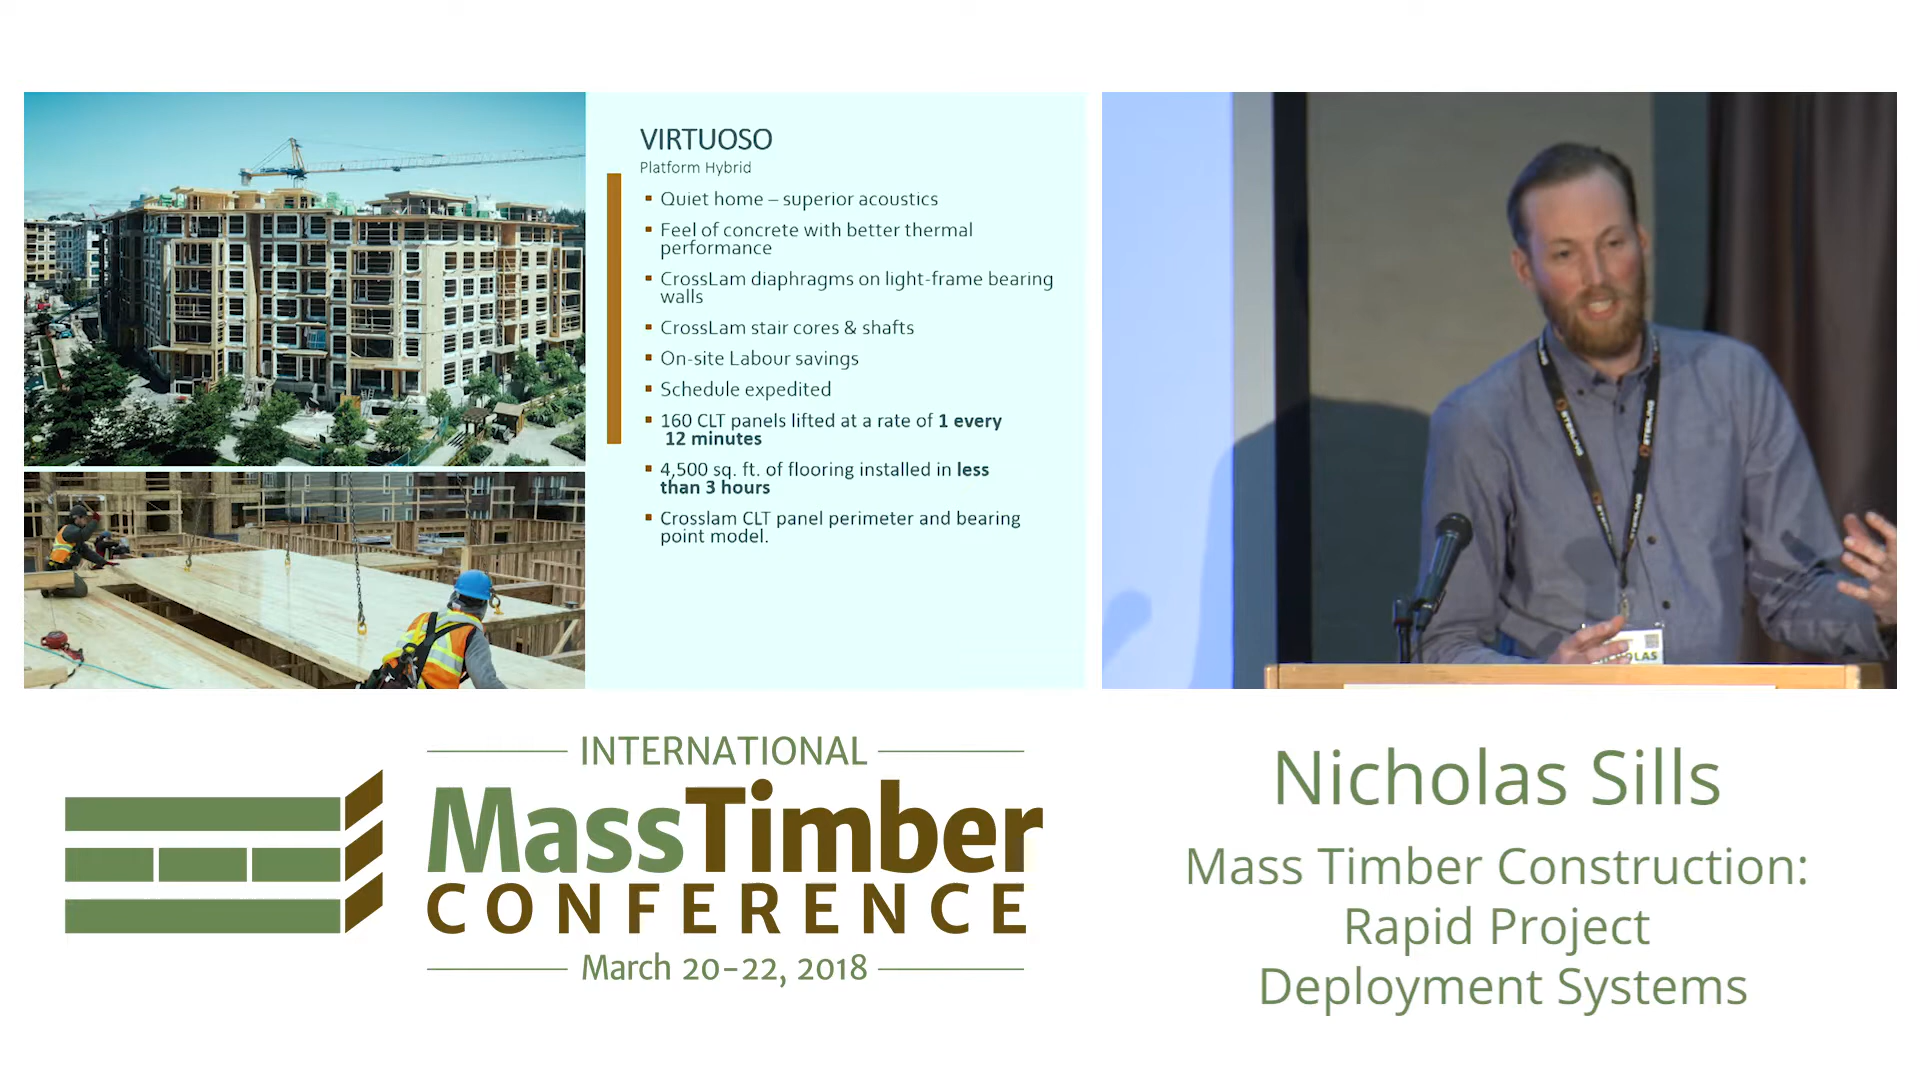 VIRTUOSO
Platform Hybrid
Quiet home – superior acoustics
Feel of concrete with better thermal
performance
CrossLam diaphragms on light-frame bearing
walls
CrossLam stair cores & shafts
On-site Labour savings
Schedule expedited
160 CLT panels lifted at a rate of 1 every
12 minutes
4,500 sq. ft. of flooring installed in less
than 3 hours
Crosslam CLT panel perimeter and bearing
point model.
STERLING
STERLING
STERLING
INTERNATIONAL
MassTimber
CONFERENCE
March 20-22, 2018
Nicholas Sills
Mass Timber Construction:
Rapid Project
Deployment Systems